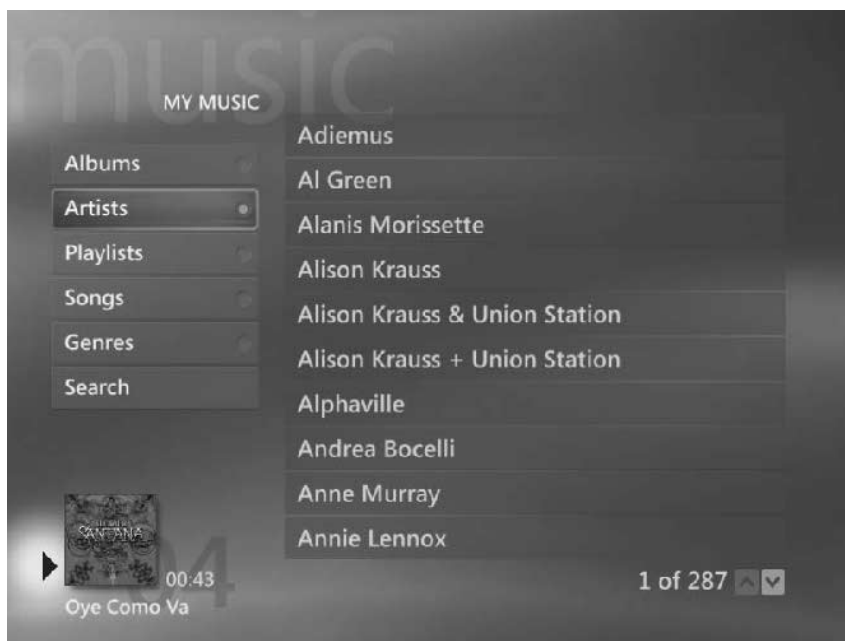 music
MY MUSIC
Albums
Artists
Playlists
Songs
Genres
Search
Adiemus
Al Green
Alanis Morissette
Alison Krauss
Alison Krauss & Union Station
Alison Krauss + Union Station
Alphaville
Andrea Bocelli
Anne Murray
Annie Lennox
SANTANA
04
00:43
Oye Como Va
1 of 287